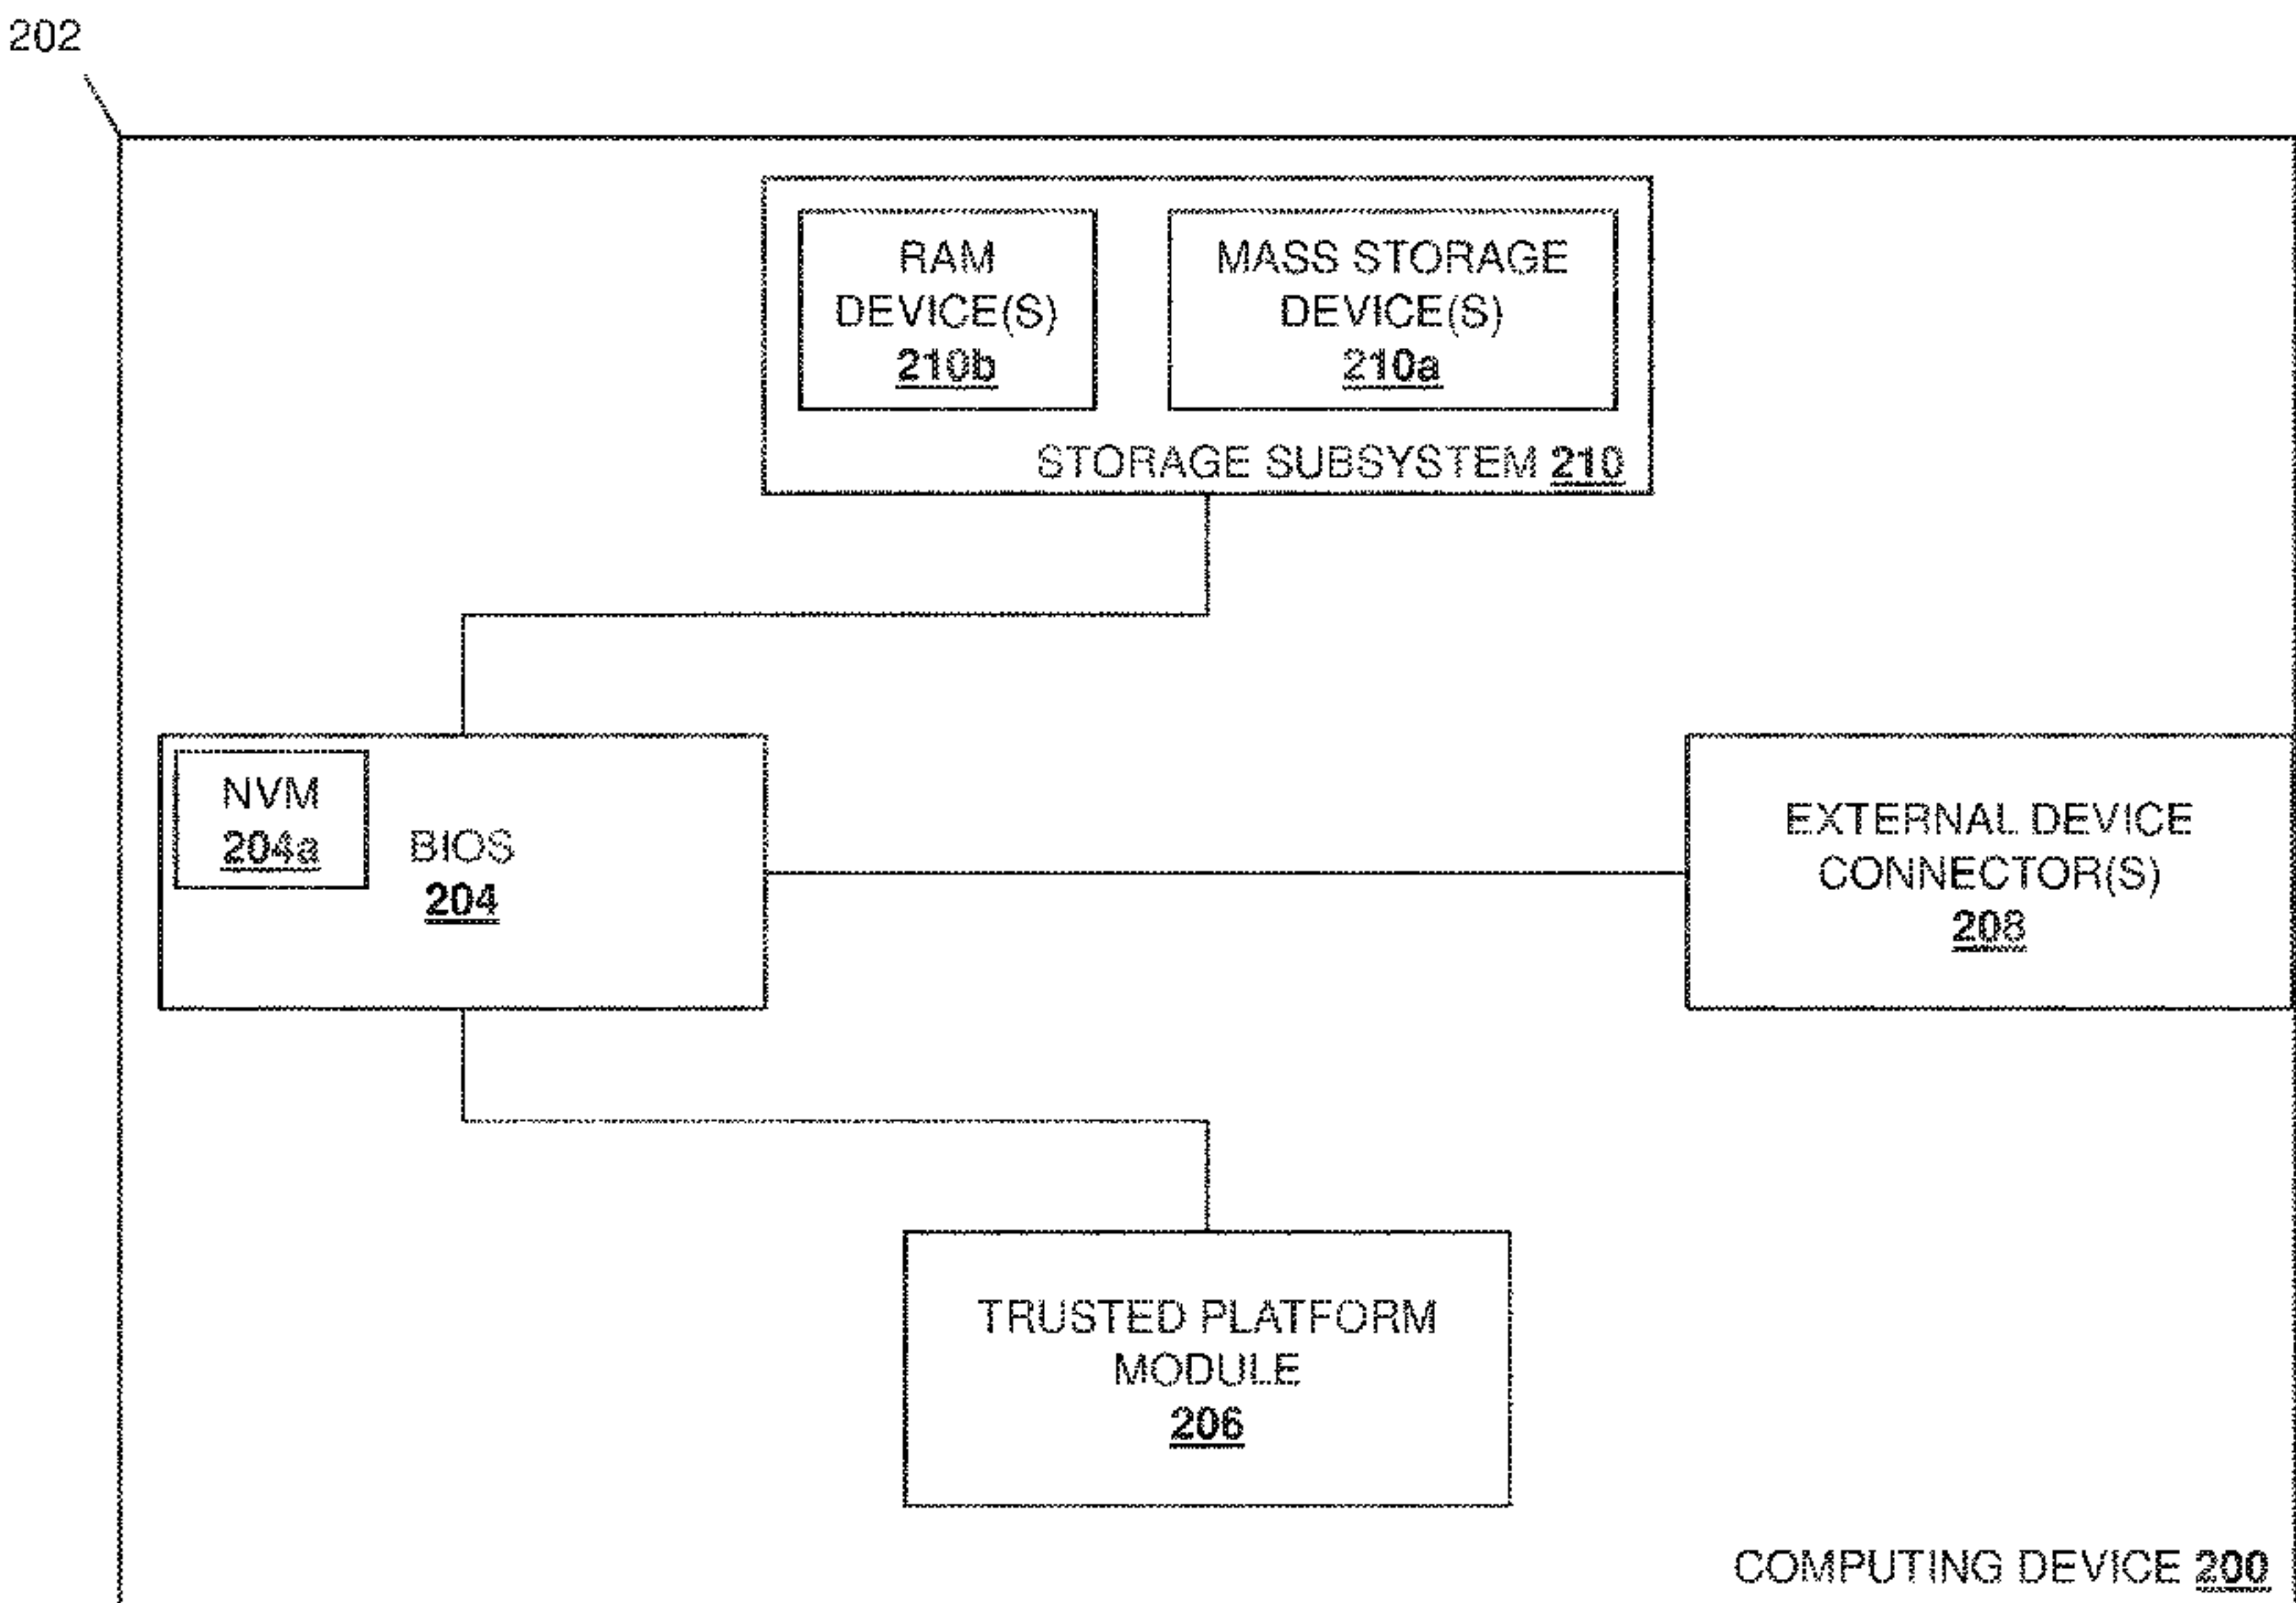 202
RAM
DEVICE(S)
210b
MASS STORAGE
DEVICE(S)
210a
STORAGE SUBSYSTEM 210
NVM
204a
BIOS
204
EXTERNAL DEVICE
CONNECTOR(S)
208
TRUSTED PLATFORM
MODULE
206
COMPUTING DEVICE 200